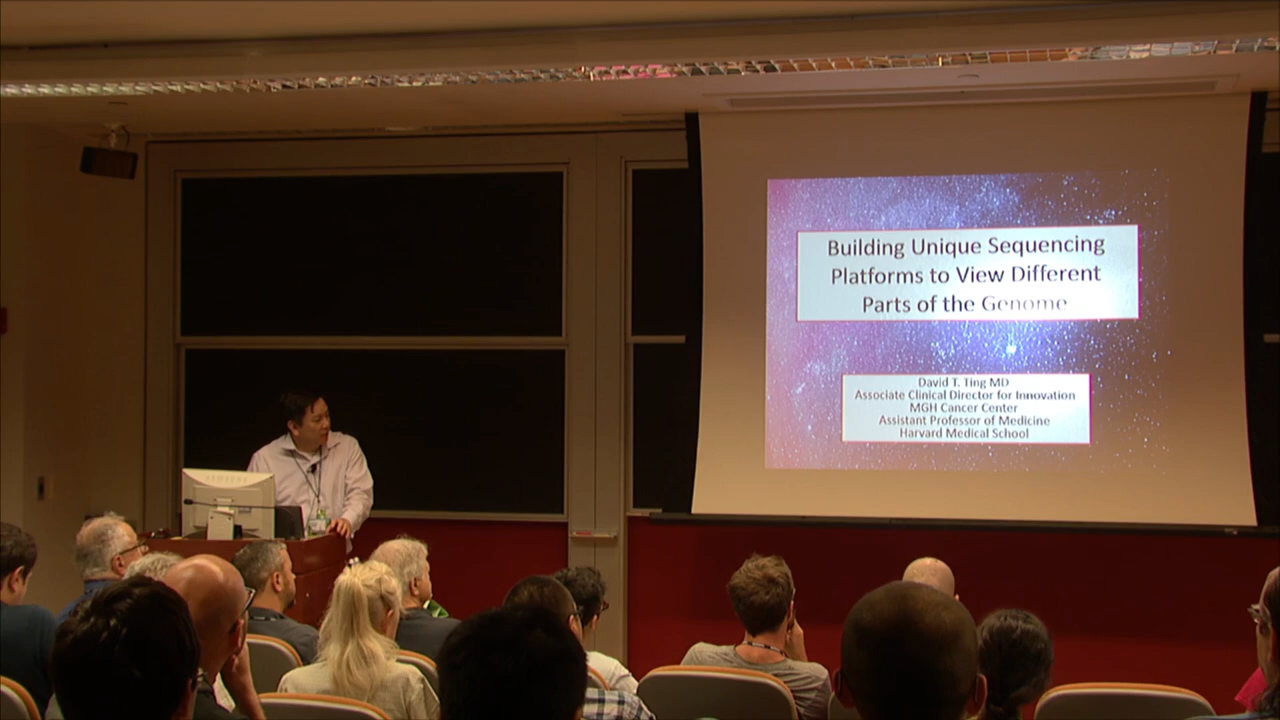 Building Unique Sequencing
Platforms to View Different
Parts of the Genome
David T. Ting MD
Associate Clinical Director for Innovation
MGH Cancer Center
Assistant Professor of Medicine
Harvard Medical School